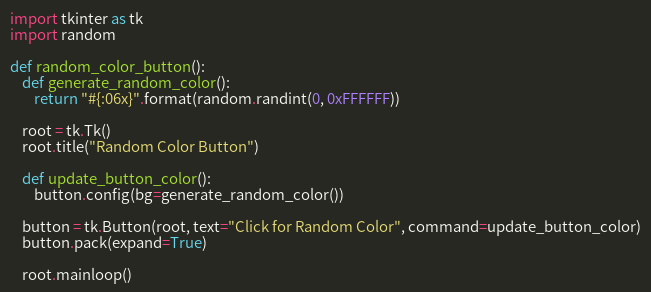 import tkinter as tk
import random

def random_color_button():
    def generate_random_color():
        return "#{:06x}".format(random.randint(0, 0xFFFFFF))

    root = tk.Tk()
    root.title("Random Color Button")

    def update_button_color():
        button.config(bg=generate_random_color())

    button = tk.Button(root, text="Click for Random Color", command=update_button_color)
    button.pack(expand=True)

    root.mainloop()